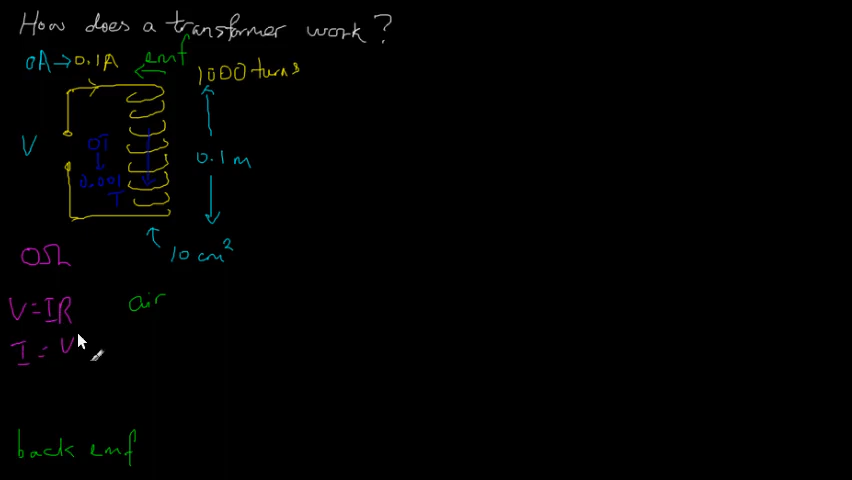 How does a transformer work?
0A→0.1A
emf
1000 turns
V
0T
0.001
T
0.1 m
10 cm²
0Ω
V=IR
air
I = V
back emf